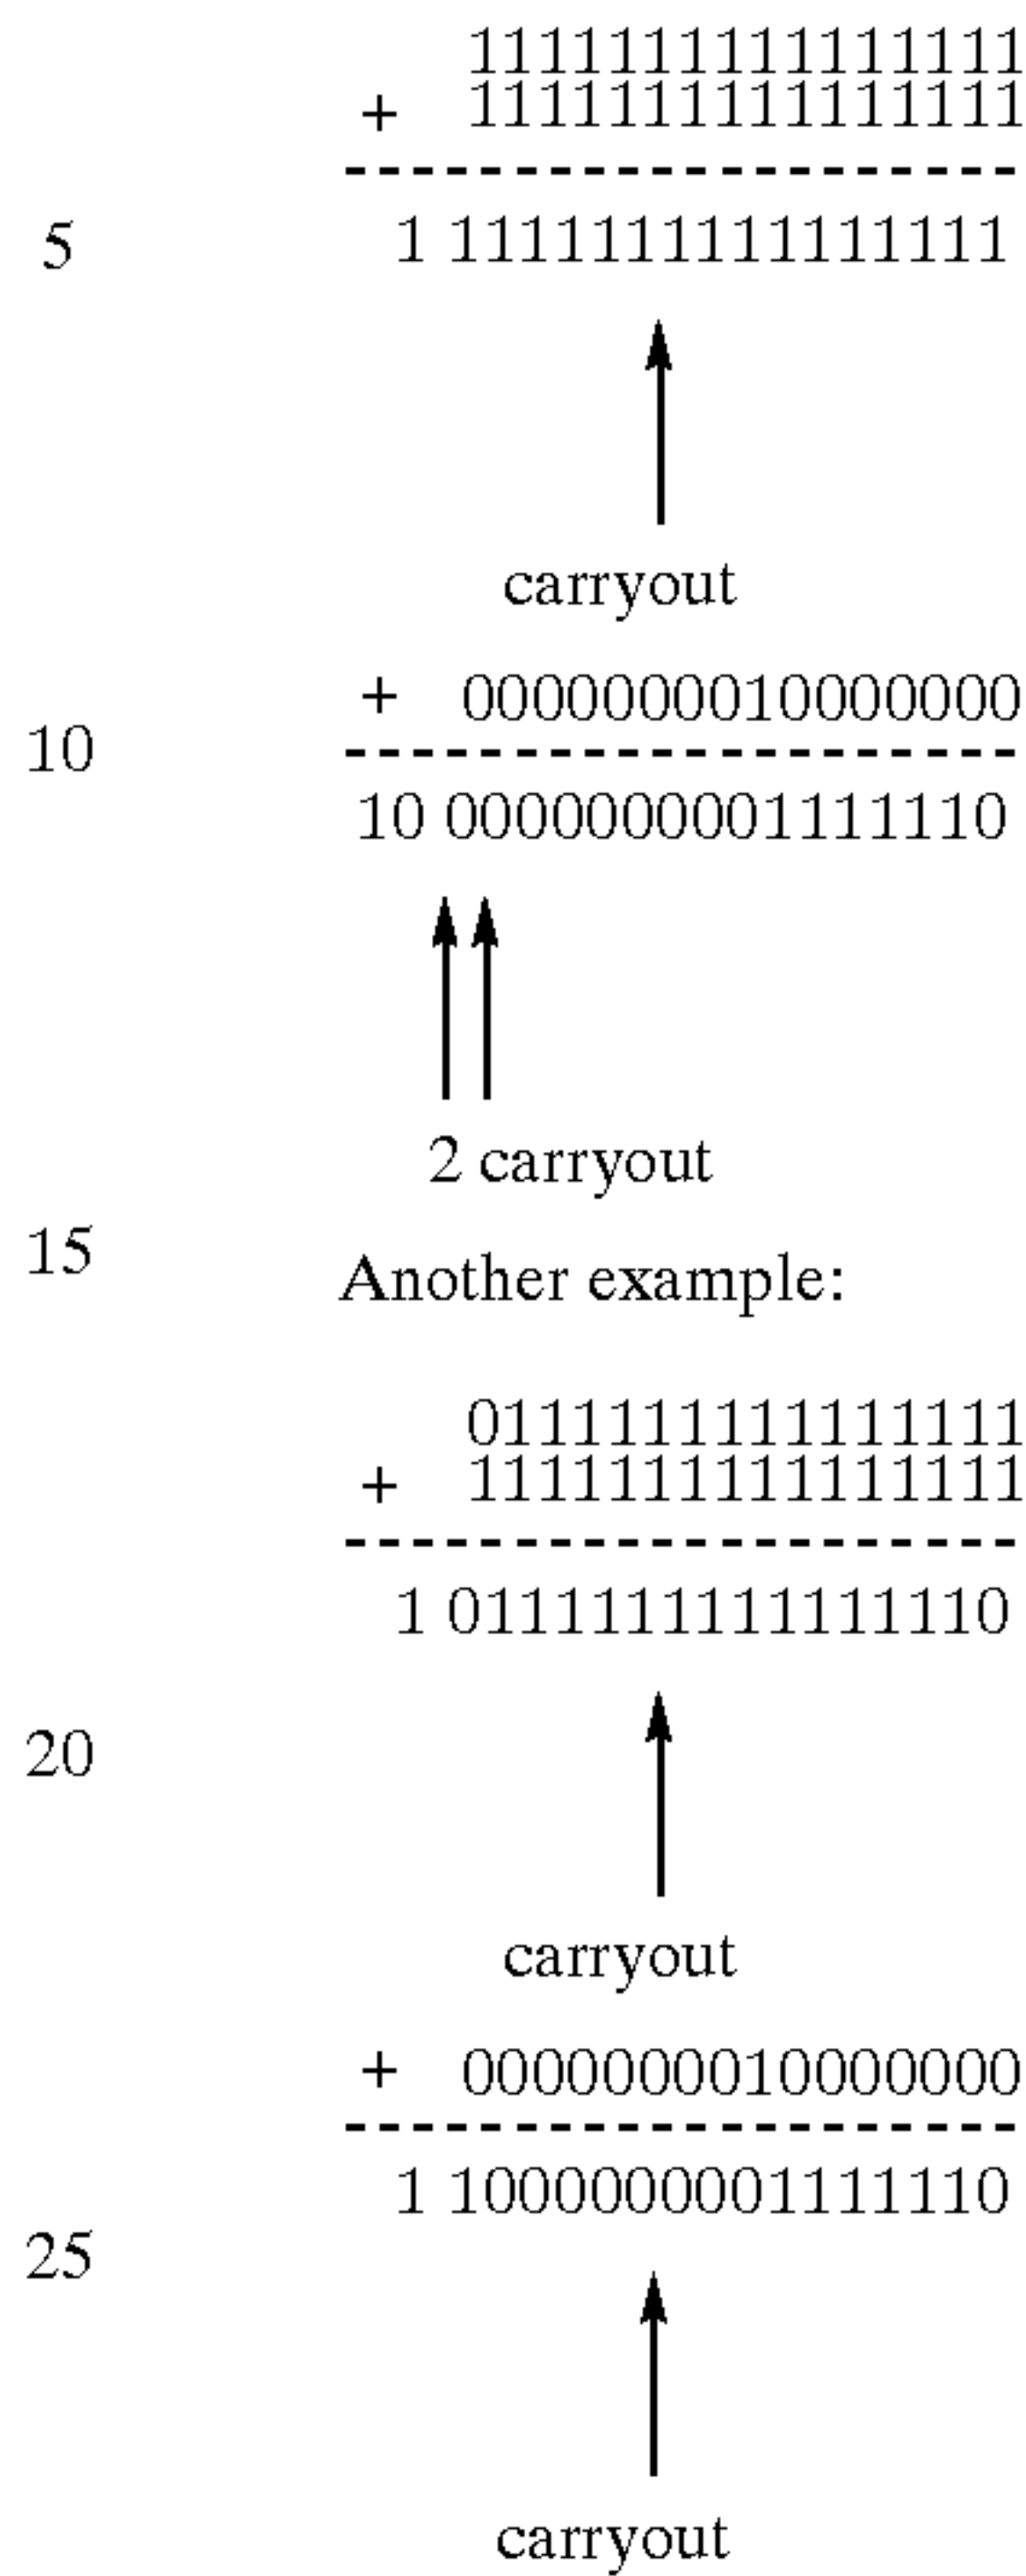 1111111111111111
+ 1111111111111111
- - - - - - - - - - - - - - - - - - - -
5 1 1111111111111111
carryout
+ 0000000010000000
10 - - - - - - - - - - - - - - - - - - - -
10 0000000001111110
2 carryout
15 Another example:
0111111111111111
+ 1111111111111111
- - - - - - - - - - - - - - - - - - - -
1 0111111111111110
20
carryout
+ 0000000010000000
- - - - - - - - - - - - - - - - - - - -
1 1000000001111110
25
carryout